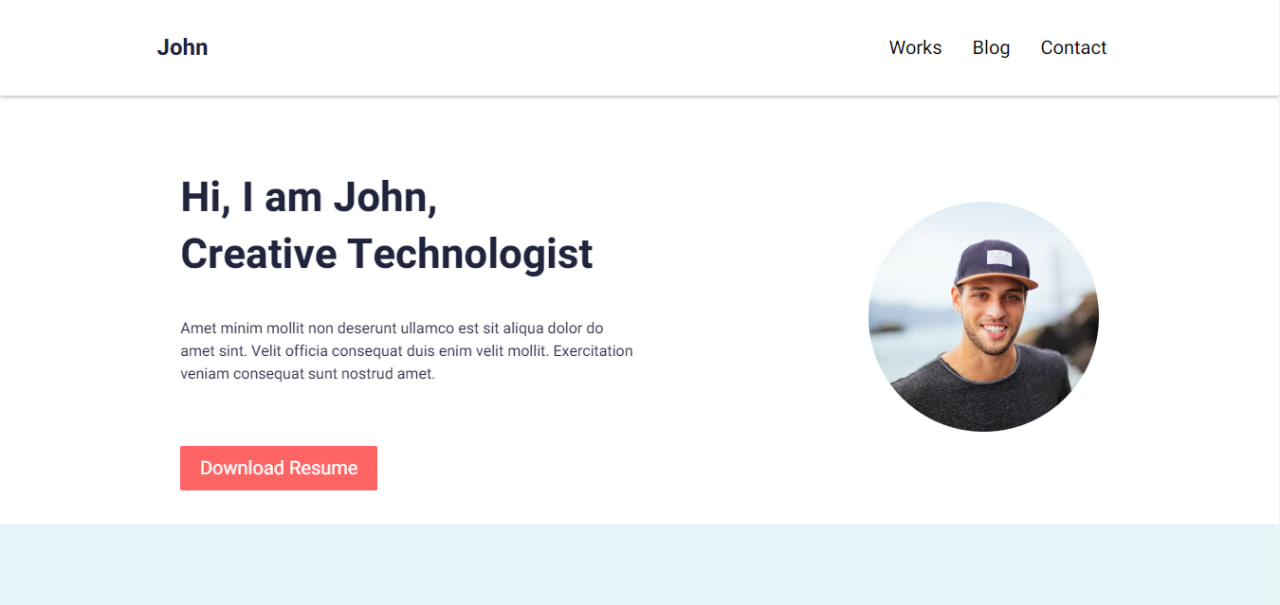 John
Works Blog Contact
Hi, I am John,
Creative Technologist
Amet minim mollit non deserunt ullamco est sit aliqua dolor do
amet sint. Velit officia consequat duis enim velit mollit. Exercitation
veniam consequat sunt nostrud amet.
Download Resume